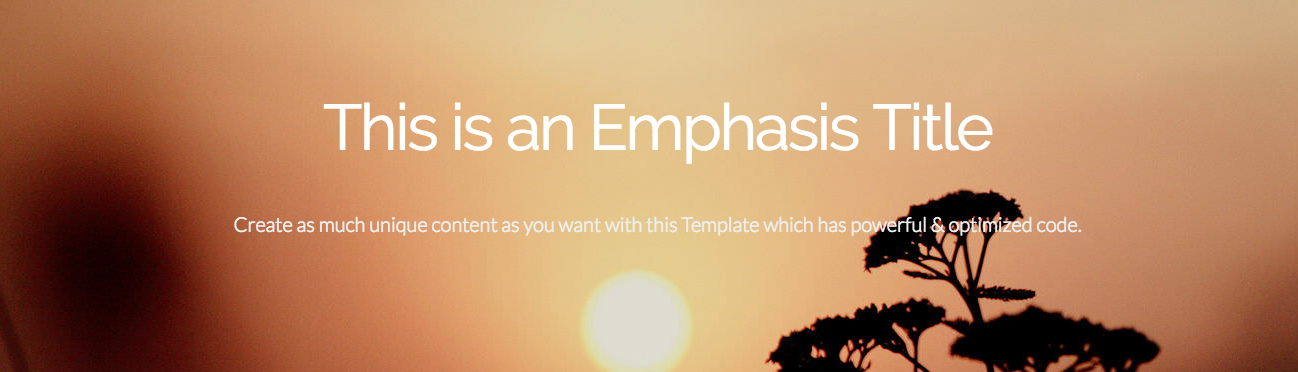 This is an Emphasis Title
Create as much unique content as you want with this Template which has powerful & optimized code.